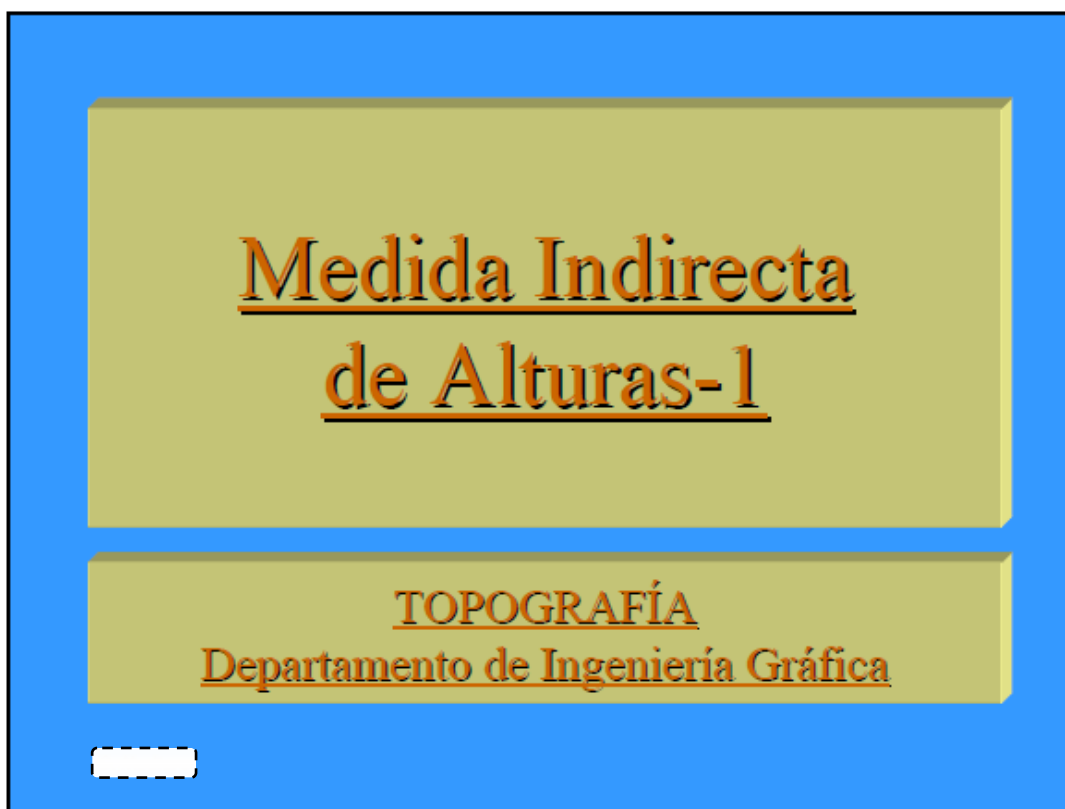 Medida Indirecta
de Alturas-1
TOPOGRAFÍA
Departamento de Ingeniería Gráfica